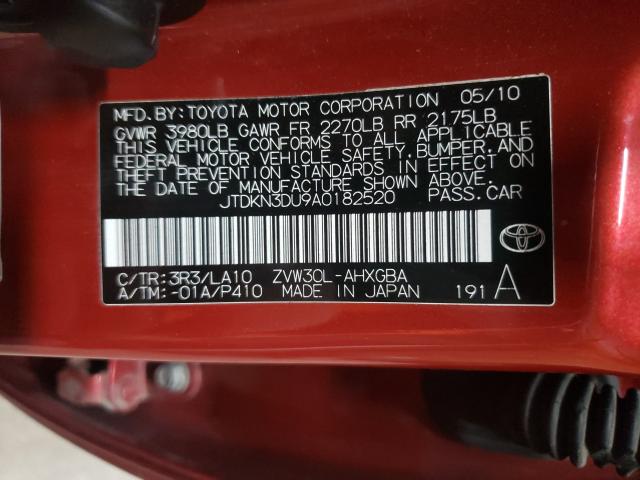 MFD.BY:TOYOTA MOTOR CORPORATION 05/10
GVWR 3980LB GAWR FR 2270LB RR 2175LB
THIS VEHICLE CONFORMS TO ALL APPLICABLE
FEDERAL MOTOR VEHICLE SAFETY,BUMPER,AND
THEFT PREVENTION STANDARDS IN EFFECT ON
THE DATE OF MANUFACTURE SHOWN ABOVE.
JTDKN3DU9A0182520 PASS.CAR
C/TR:3R3/LA10 ZVW30L-AHXGBA
A/TM:-01A/P410 MADE IN JAPAN 191 A